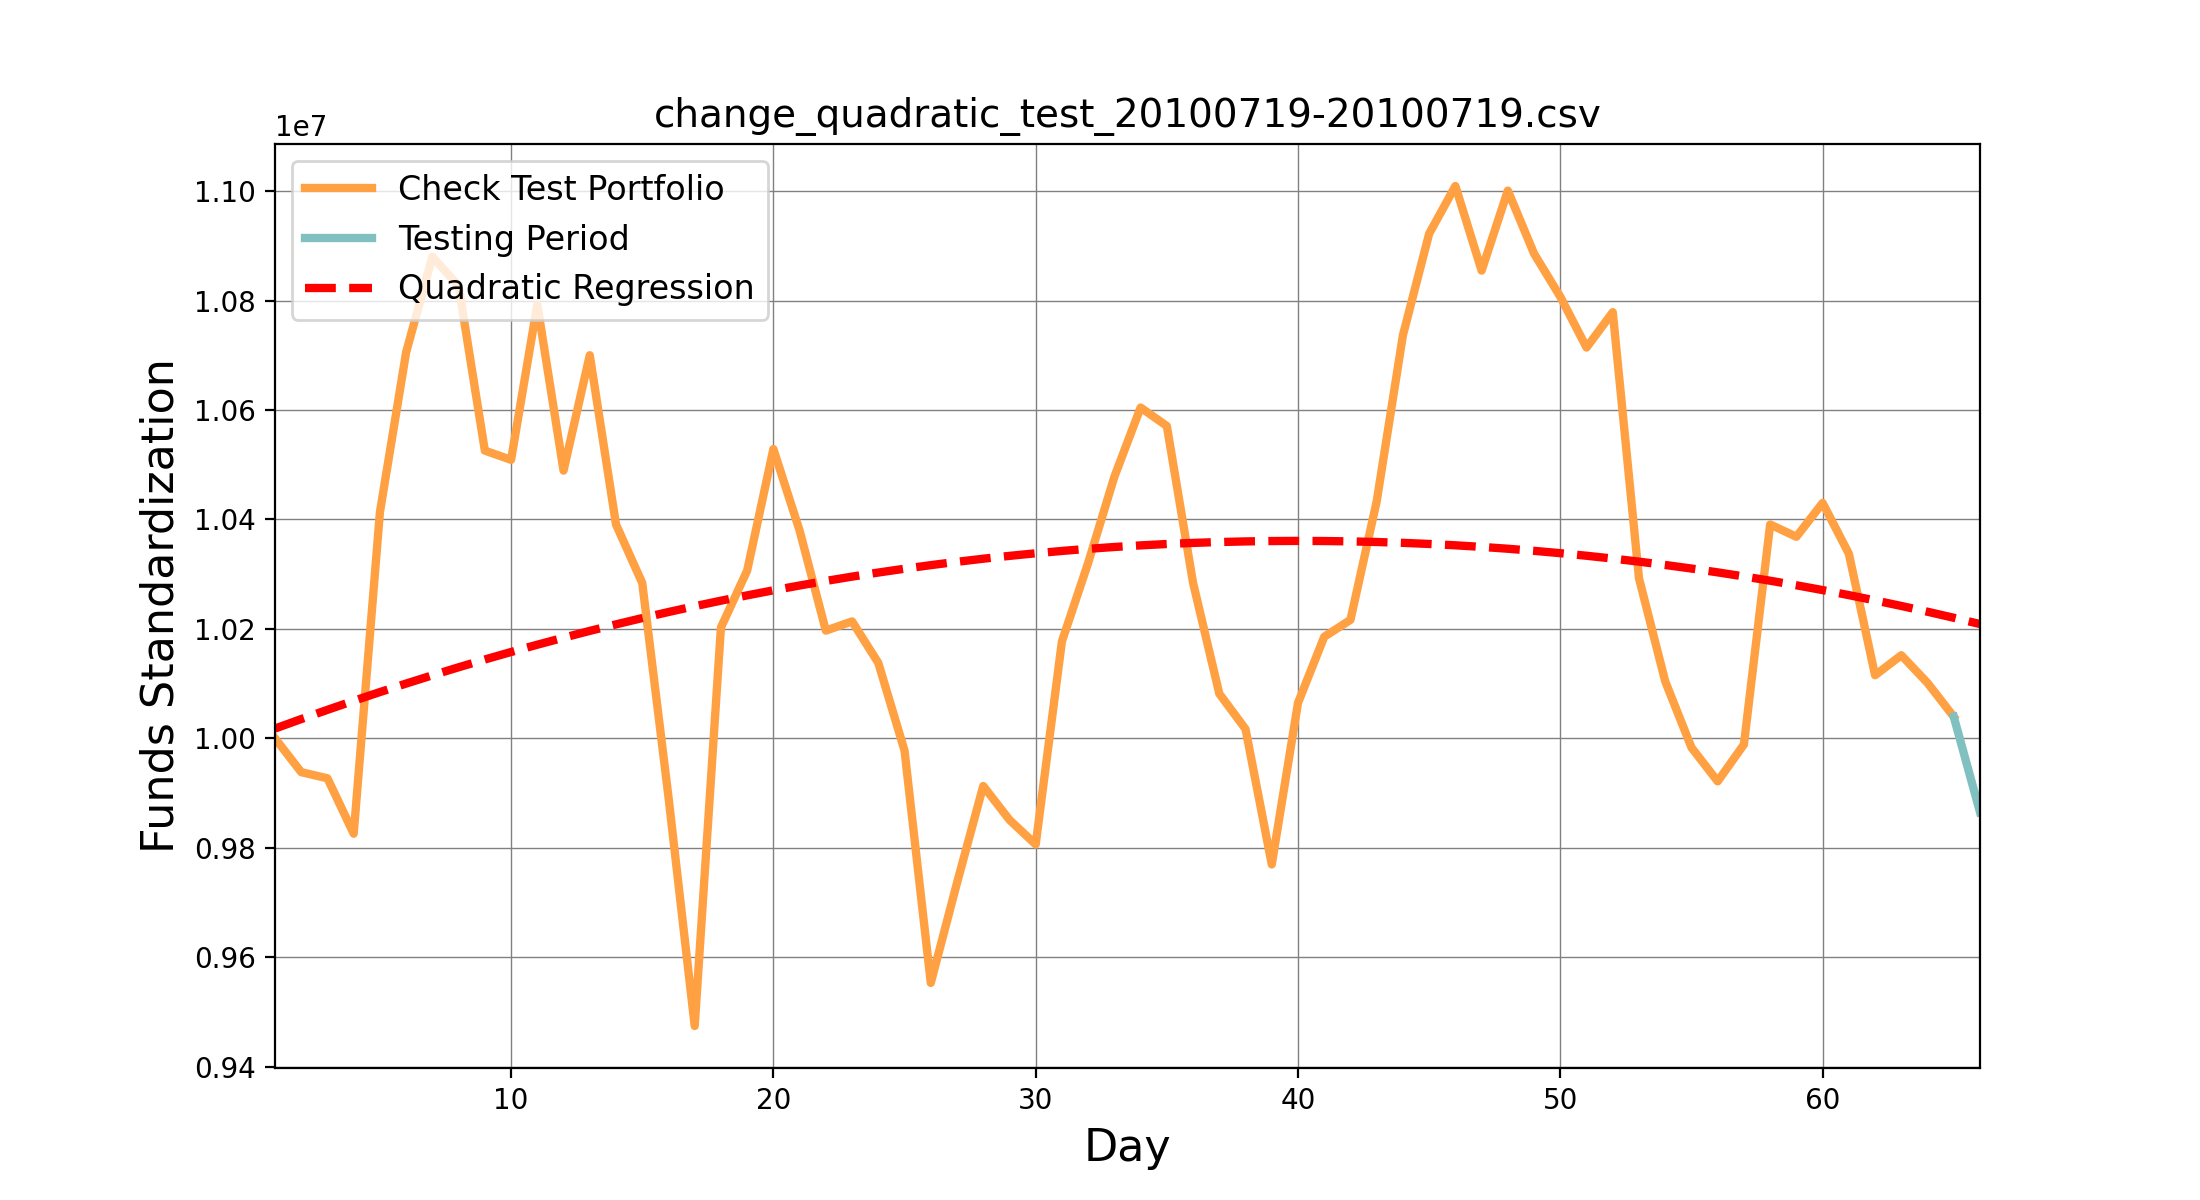 change_quadratic_test_20100719-20100719.csv
1e7
Check Test Portfolio
Testing Period
Quadratic Regression
Funds Standardization
1.10
1.08
1.06
1.04
1.02
1.00
0.98
0.96
0.94
10 20 30 40 50 60
Day